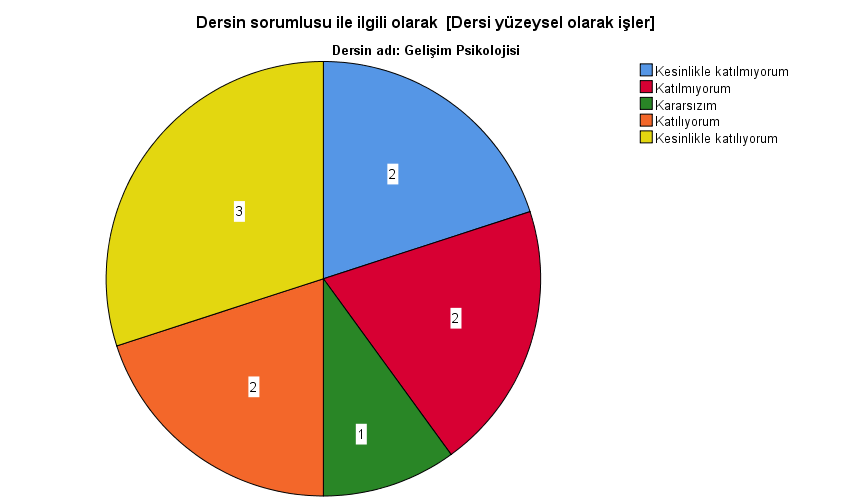 Dersin sorumlusu ile ilgili olarak  [Dersi yüzeysel olarak işler]
Dersin adı: Gelişim Psikolojisi
Kesinlikle katılmıyorum
Katılmıyorum
Kararsızım
Katılıyorum
Kesinlikle katılıyorum
2
3
2
2
1